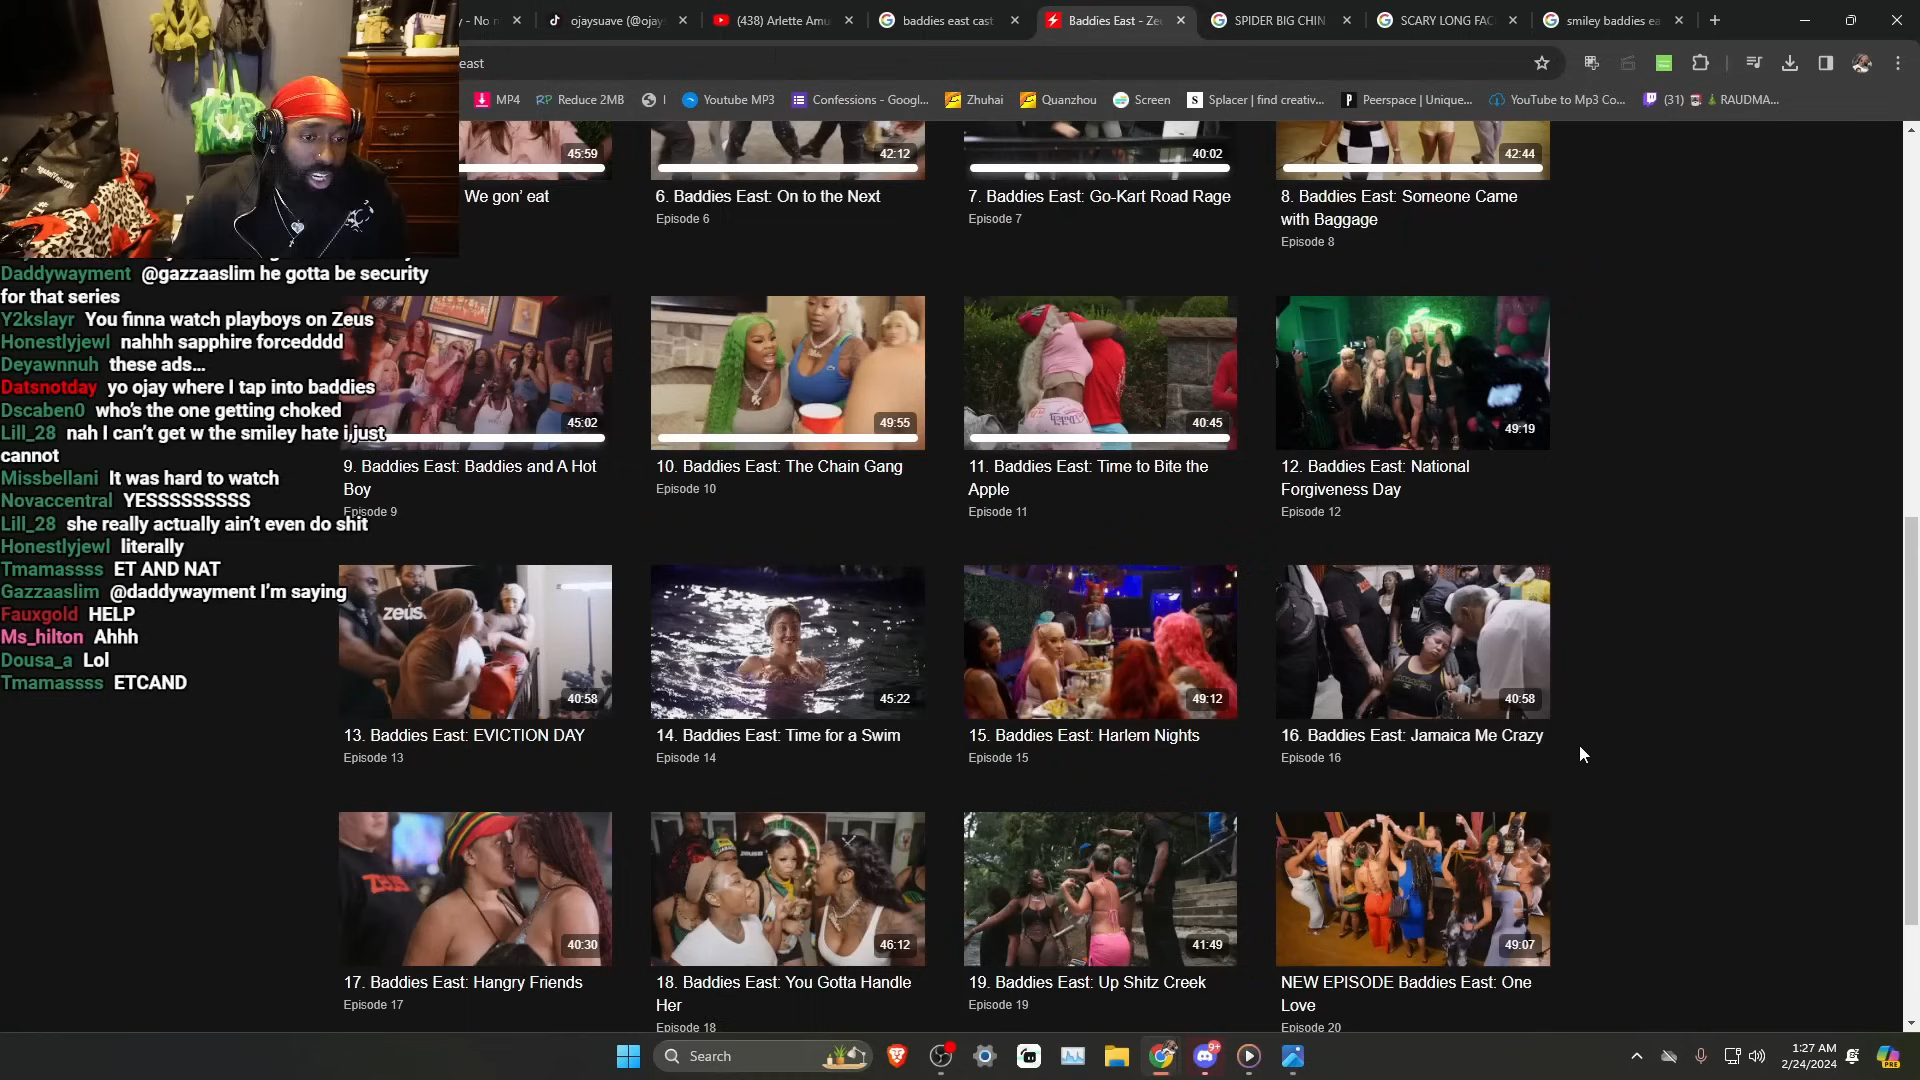 - No r
ojaysuave (@ojay
(438) Arlette Amu
baddies east cast
Baddies East - Ze
SPIDER BIG CHIN
SCARY LONG FAC
smiley baddies ea
east
MP4
Reduce 2MB
Youtube MP3
Confessions - Googl...
Zhuhai
Quanzhou
Screen
Splacer | find creativ...
Peerspace | Unique...
YouTube to Mp3 Co...
(31)
RAUDMA...
45:59
42:12
40:02
42:44
We gon' eat
6. Baddies East: On to the Next
Episode 6
7. Baddies East: Go-Kart Road Rage
Episode 7
8. Baddies East: Someone Came
with Baggage
Episode 8
Daddywayment @gazzaaslim he gotta be security
for that series
Y2kslayr You finna watch playboys on Zeus
Honestlyjewl nahhh sapphire forcedddd
Deyawnnuh these ads...
Datsnotday yo ojay where I tap into baddies
Dscaben0 who's the one getting choked
Lill_28 nah I can't get w the smiley hate i just
cannot
Missbellani It was hard to watch
Novaccentral YESSSSSSSSS
Lill_28 she really actually ain't even do shit
Honestlyjewl literally
Tmamassss ET AND NAT
Gazzaaslim @daddywayment I'm saying
Fauxgold HELP
Ms_hilton Ahhh
Dousa_a Lol
Tmamassss ETCAND
45:02
49:55
40:45
49:19
9. Baddies East: Baddies and A Hot
Boy
Episode 9
10. Baddies East: The Chain Gang
Episode 10
11. Baddies East: Time to Bite the
Apple
Episode 11
12. Baddies East: National
Forgiveness Day
Episode 12
zeus
40:58
45:22
49:12
40:58
13. Baddies East: EVICTION DAY
Episode 13
14. Baddies East: Time for a Swim
Episode 14
15. Baddies East: Harlem Nights
Episode 15
16. Baddies East: Jamaica Me Crazy
Episode 16
ZEUS
40:30
46:12
41:49
49:07
17. Baddies East: Hangry Friends
Episode 17
18. Baddies East: You Gotta Handle
Her
Episode 18
19. Baddies East: Up Shitz Creek
Episode 19
NEW EPISODE Baddies East: One
Love
Episode 20
Search
9+
1:27 AM
2/24/2024
PRE